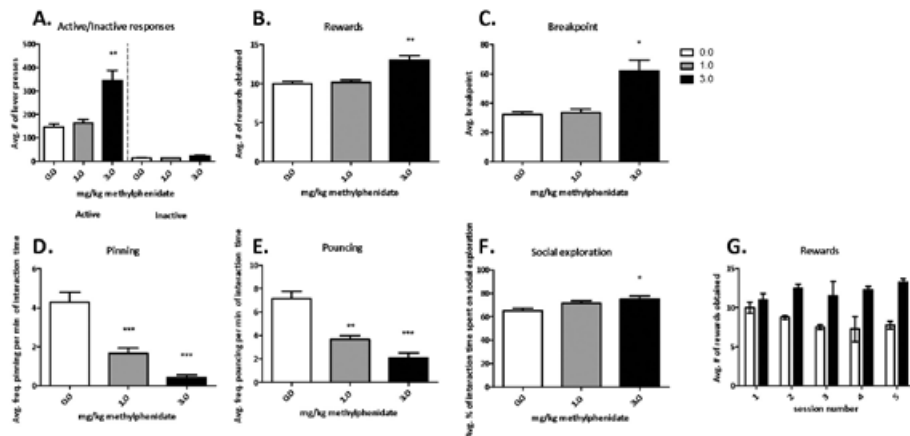 A.
Active/Inactive responses
Avg. # of lever presses
500
400
300
200
100
0
**
0.0
1.0
3.0
0.0
1.0
3.0
mg/kg methylphenidate
Active
Inactive
B.
Rewards
Avg. # of rewards obtained
15
10
5
0
**
0.0
1.0
3.0
mg/kg methylphenidate
C.
Breakpoint
Avg. breakpoint
80
60
40
20
0
*
0.0
1.0
3.0
mg/kg methylphenidate
0.0
1.0
3.0
D.
Pinning
Avg. freq. pinning per min of interaction time
6
4
2
0
***
***
0.0
1.0
3.0
mg/kg methylphenidate
E.
Pouncing
Avg. freq. pouncing per min. of interaction time
10
8
6
4
2
0
**
***
0.0
1.0
3.0
mg/kg methylphenidate
F.
Social exploration
Avg. % of interaction time spent on social exploration
100
80
60
40
20
0
*
0.0
1.0
3.0
mg/kg methylphenidate
G.
Rewards
Avg. # of rewards obtained
15
10
5
0
1
2
3
4
5
session number